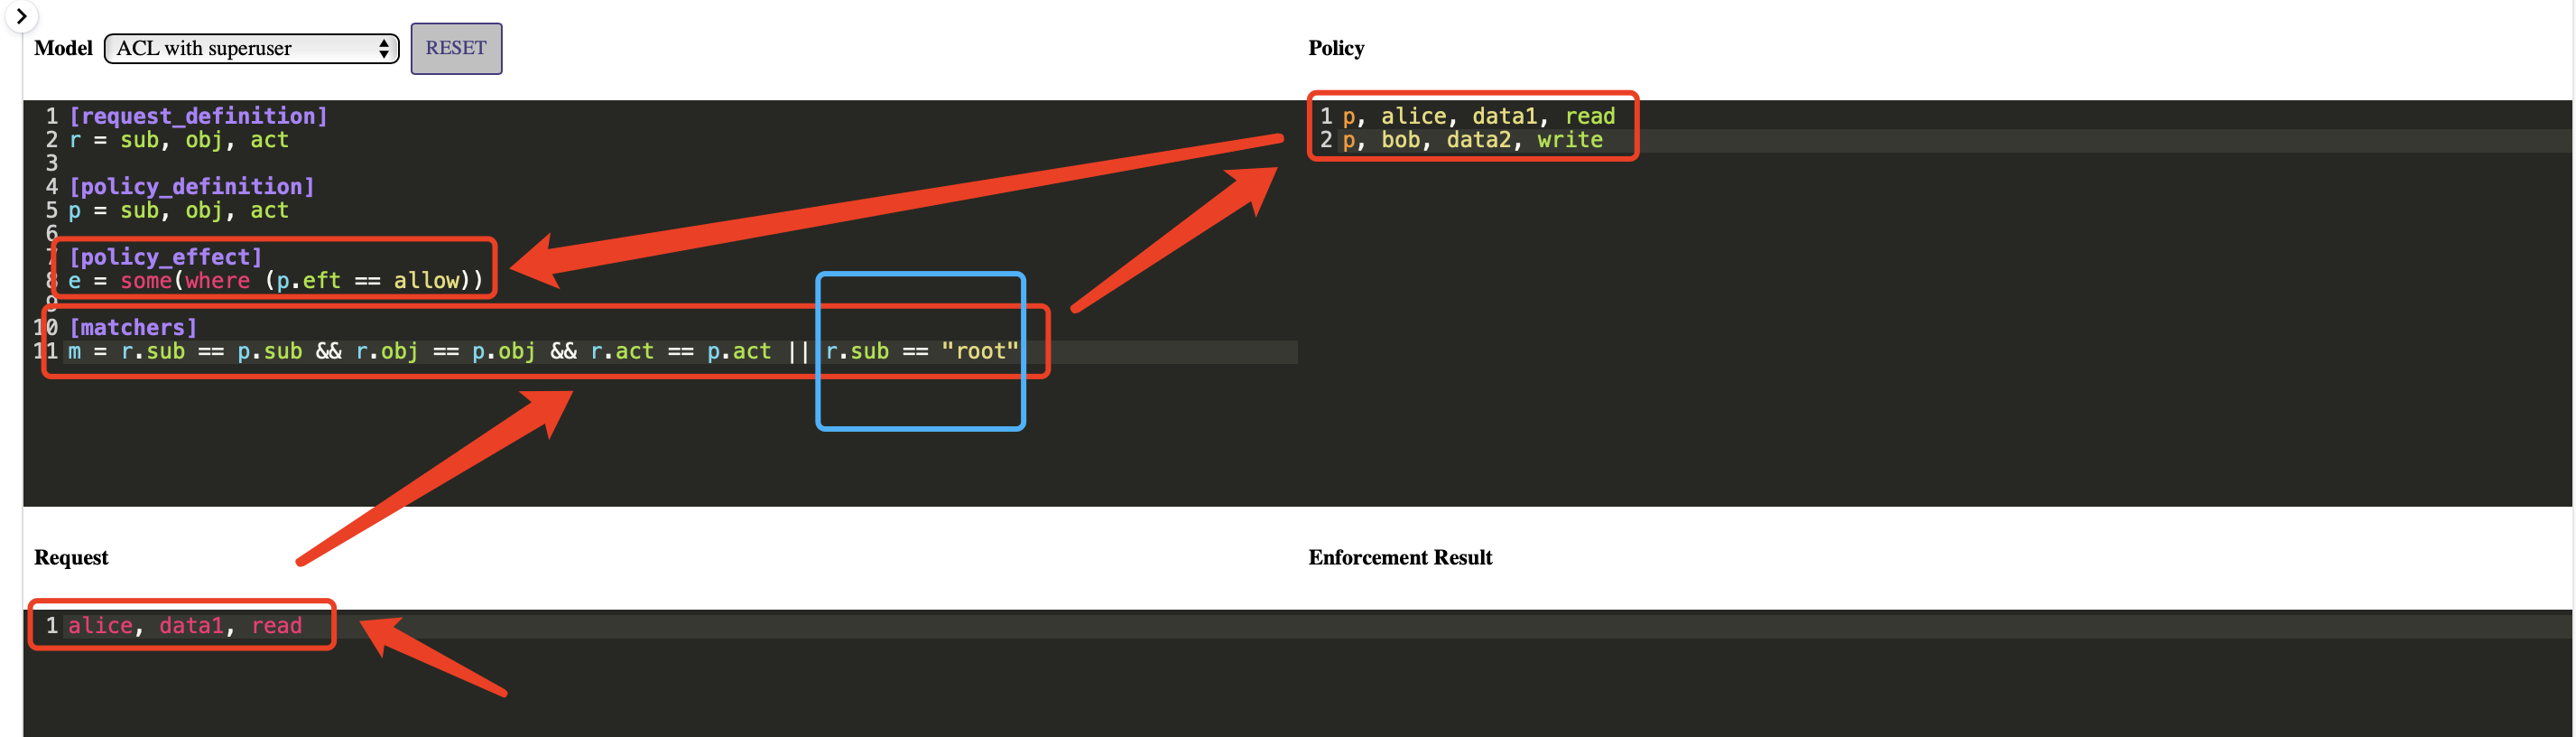 Model ACL with superuser RESET
1 [request_definition]
2 r = sub, obj, act
3
4 [policy_definition]
5 p = sub, obj, act
6
7 [policy_effect]
8 e = some(where (p.eft == allow))
9
10 [matchers]
11 m = r.sub == p.sub && r.obj == p.obj && r.act == p.act || r.sub == "root"
Policy
1 p, alice, data1, read
2 p, bob, data2, write
Request
1 alice, data1, read
Enforcement Result